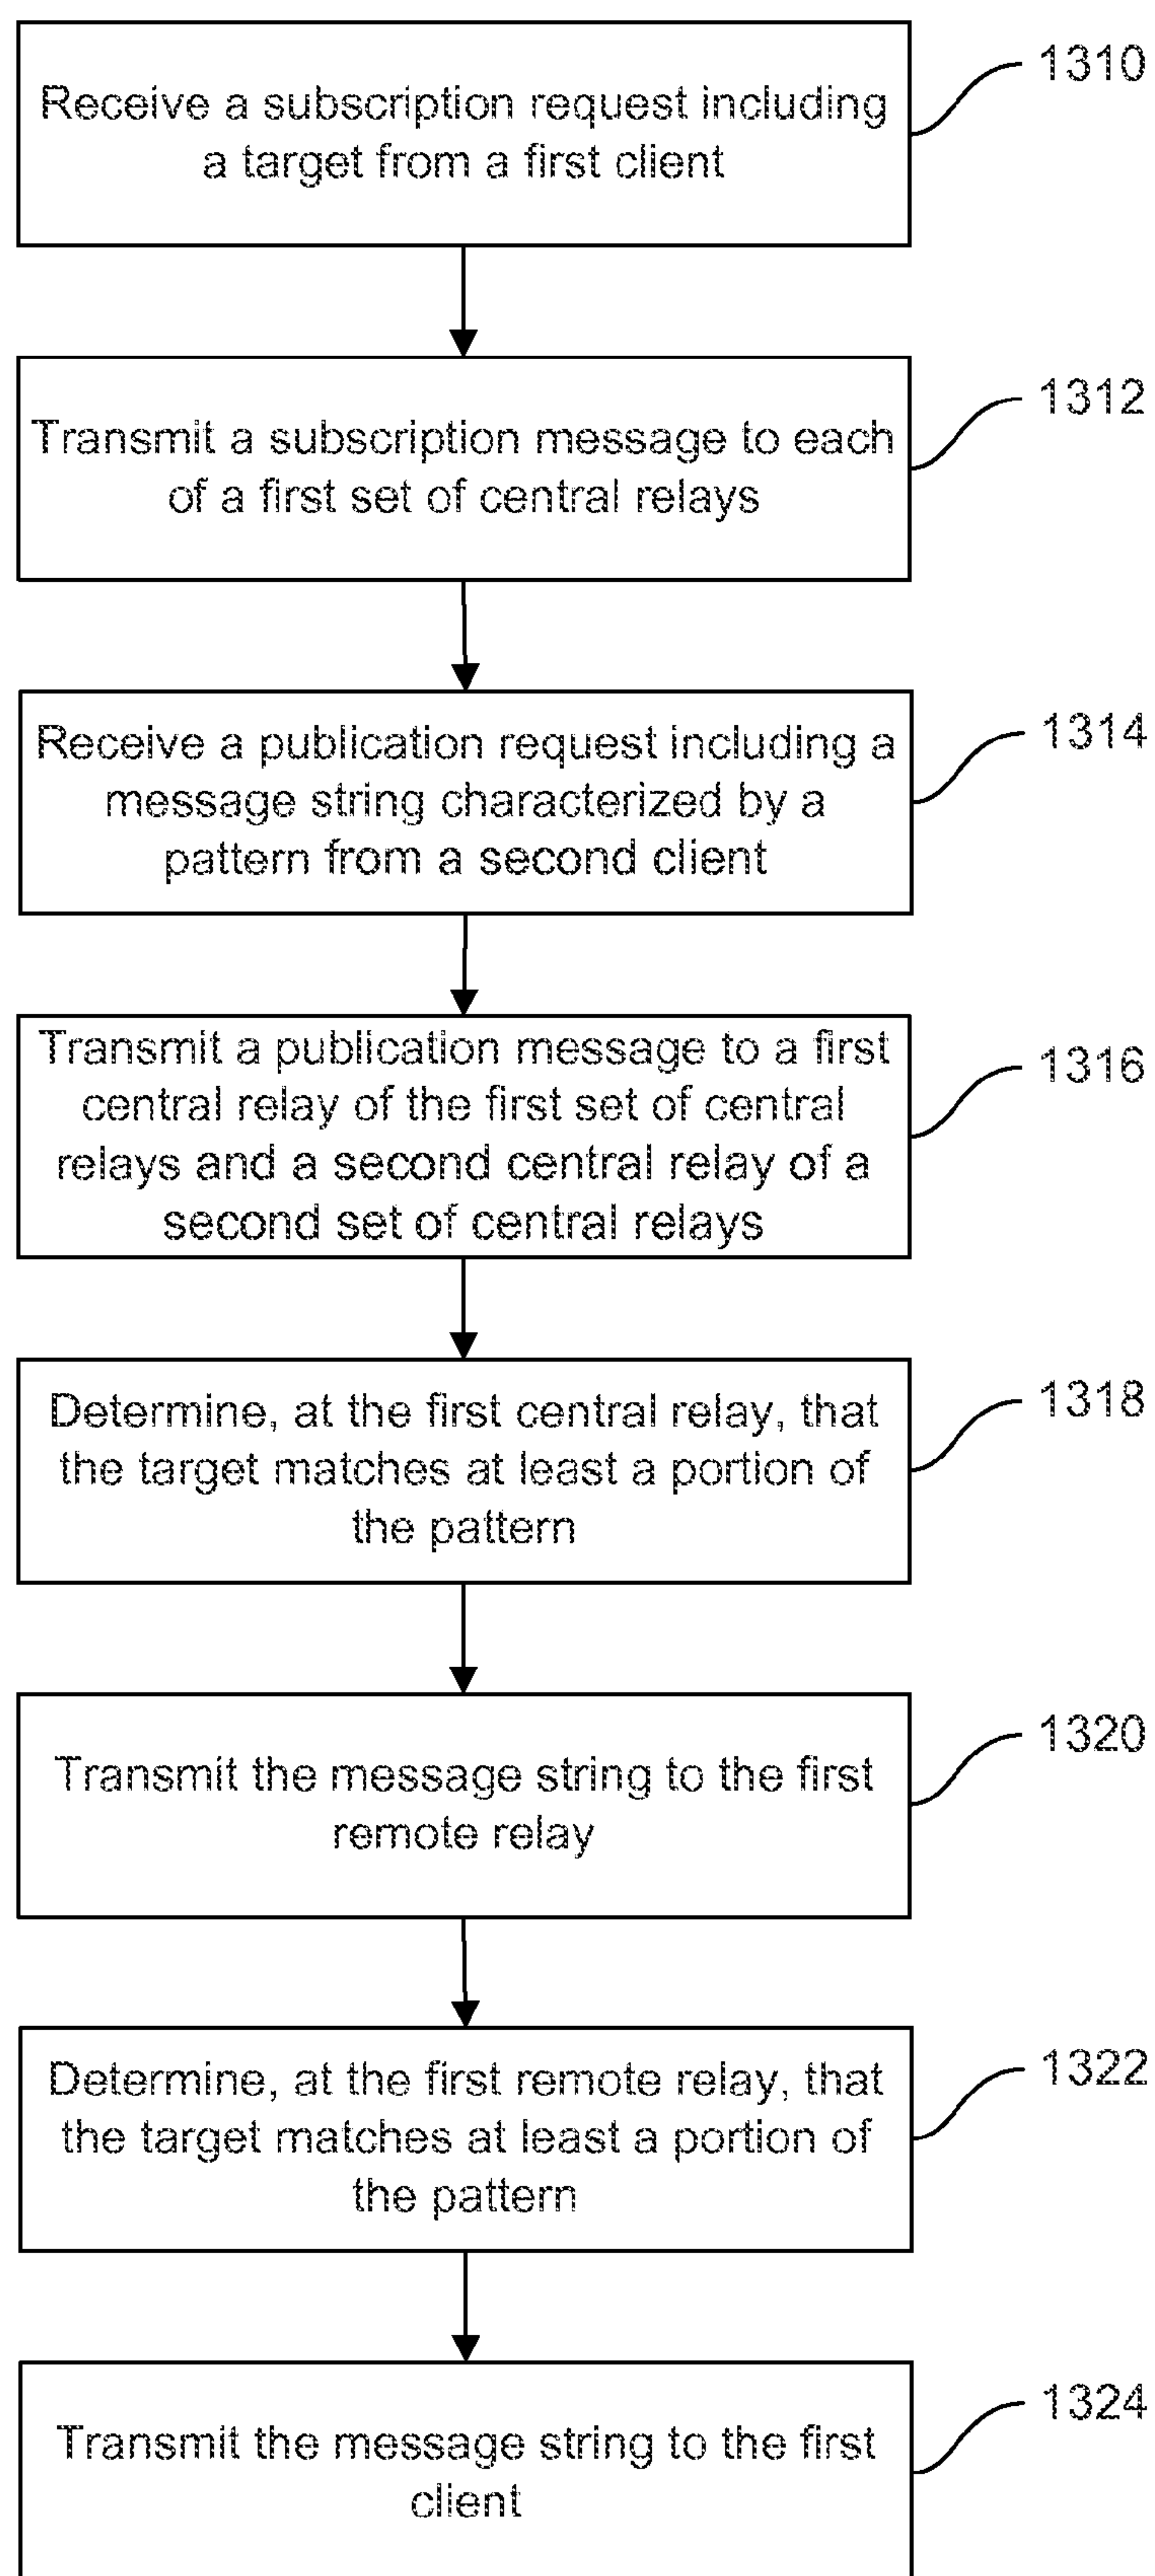 Receive a subscription request including
a target from a first client
1310
Transmit a subscription message to each
of a first set of central relays
1312
Receive a publication request including a
message string characterized by a
pattern from a second client
1314
Transmit a publication message to a first
central relay of the first set of central
relays and a second central relay of a
second set of central relays
1316
Determine, at the first central relay, that
the target matches at least a portion of
the pattern
1318
Transmit the message string to the first
remote relay
1320
Determine, at the first remote relay, that
the target matches at least a portion of
the pattern
1322
Transmit the message string to the first
client
1324